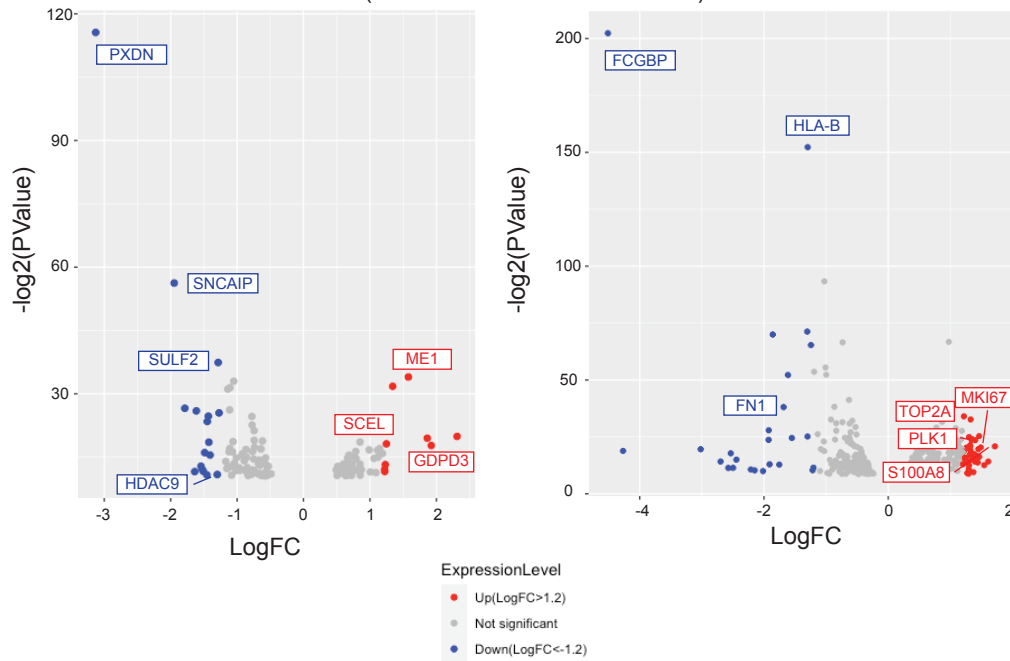 120
90
60
30
-log2(PValue)
PXDN
SNCAIP
SULF2
ME1
SCEL
GDPD3
HDAC9
-3
-2
-1
0
1
2
LogFC
200
150
100
50
0
-log2(PValue)
FCGBP
HLA-B
FN1
MKI67
TOP2A
PLK1
S100A8
-4
-2
0
2
LogFC
ExpressionLevel
Up(LogFC>1.2)
Not significant
Down(LogFC<-1.2)